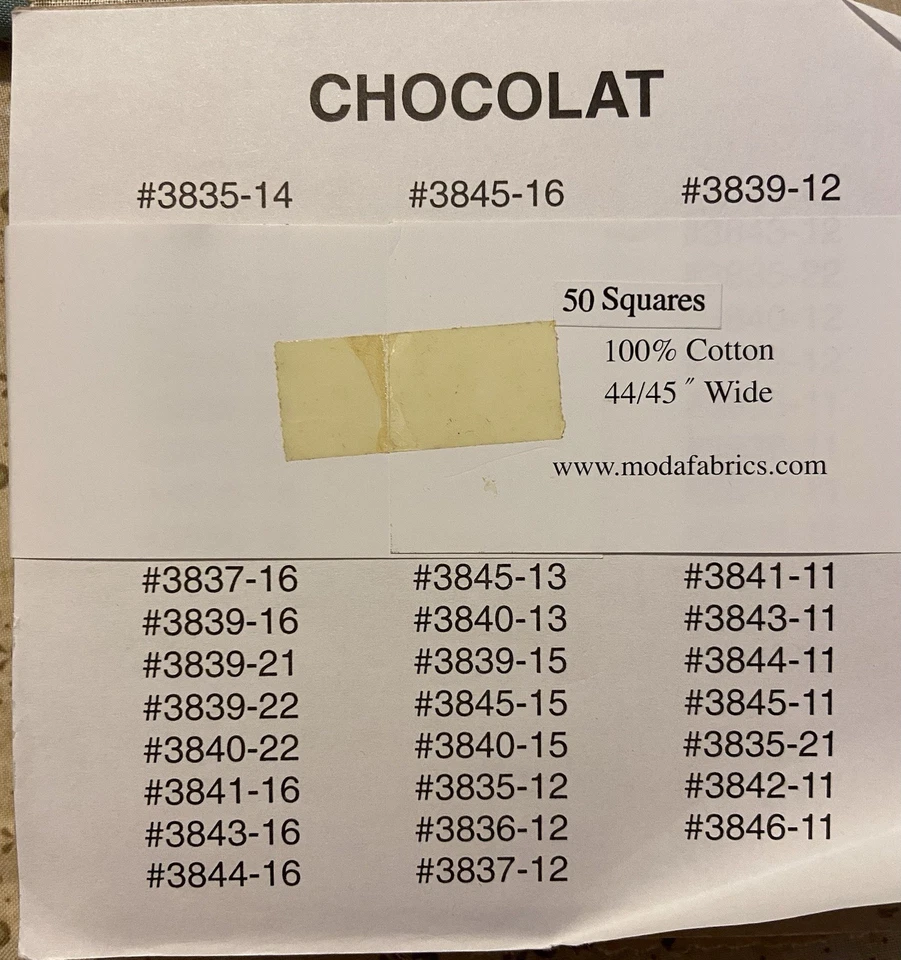 CHOCOLAT
#3835-14 #3845-16 #3839-12
50 Squares
100% Cotton
44/45″ Wide
www.modafabrics.com
#3837-16 #3845-13 #3841-11
#3839-16 #3840-13 #3843-11
#3839-21 #3839-15 #3844-11
#3839-22 #3845-15 #3845-11
#3840-22 #3840-15 #3835-21
#3841-16 #3835-12 #3842-11
#3843-16 #3836-12 #3846-11
#3844-16 #3837-12